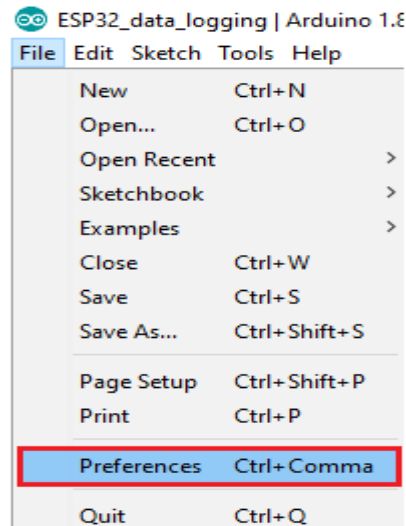 ESP32_data_logging | Arduino 1.8
File Edit Sketch Tools Help
New Ctrl+N
Open... Ctrl+O
Open Recent >
Sketchbook >
Examples >
Close Ctrl+W
Save Ctrl+S
Save As... Ctrl+Shift+S
Page Setup Ctrl+Shift+P
Print Ctrl+P
Preferences Ctrl+Comma
Quit Ctrl+Q